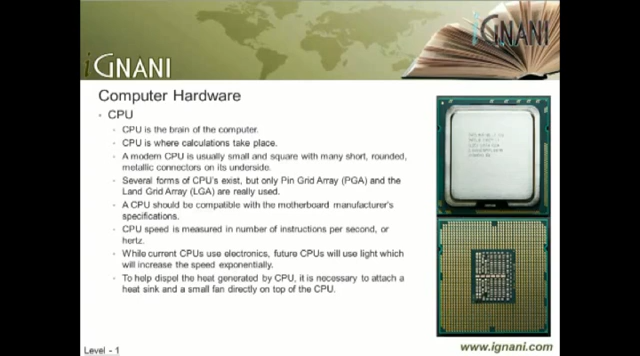 iGNANI
iGNANI
Computer Hardware
• CPU
CPU is the brain of the computer.
CPU is where calculations take place.
A modern CPU is usually small and square with many short, rounded,
metallic connectors on its underside.
Several forms of CPU's exist, but only Pin Grid Array (PGA) and the
Land Grid Array (LGA) are really used.
A CPU should be compatible with the motherboard manufacturer's
specifications.
CPU speed is measured in number of instructions per second, or
hertz.
While current CPUs use electronics, future CPUs will use light which
will increase the speed exponentially.
To help dispel the heat generated by CPU, it is necessary to attach a
heat sink and a small fan directly on top of the CPU.
Level - 1
www.ignani.com